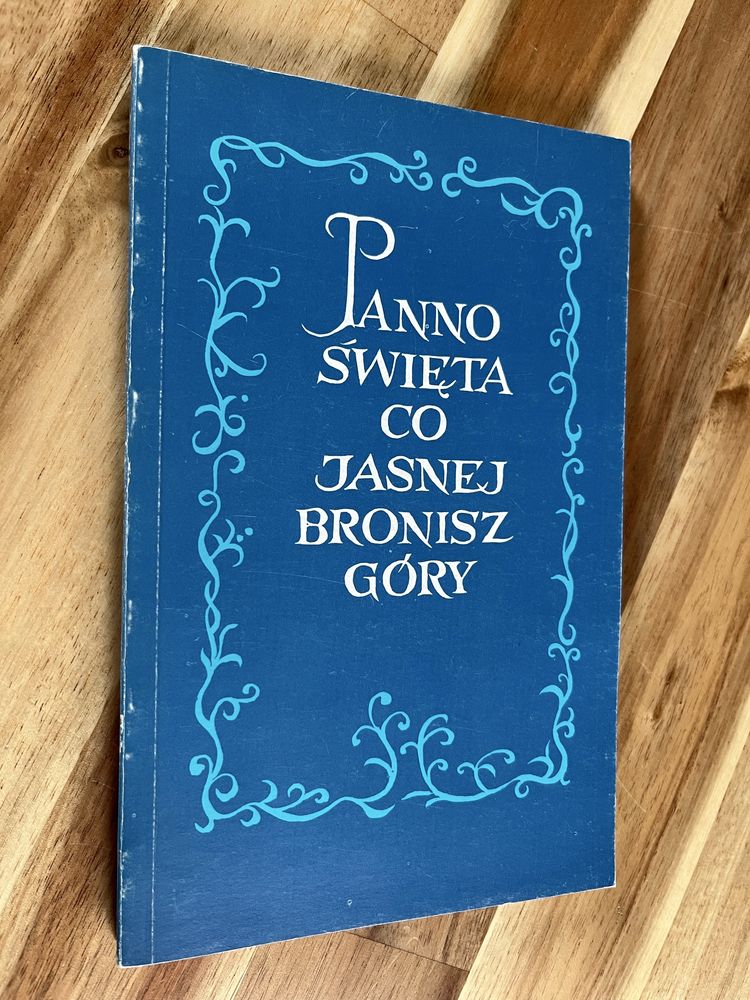 PANNO
ŚWIĘTA
CO
JASNEJ
BRONISZ
GÓRY